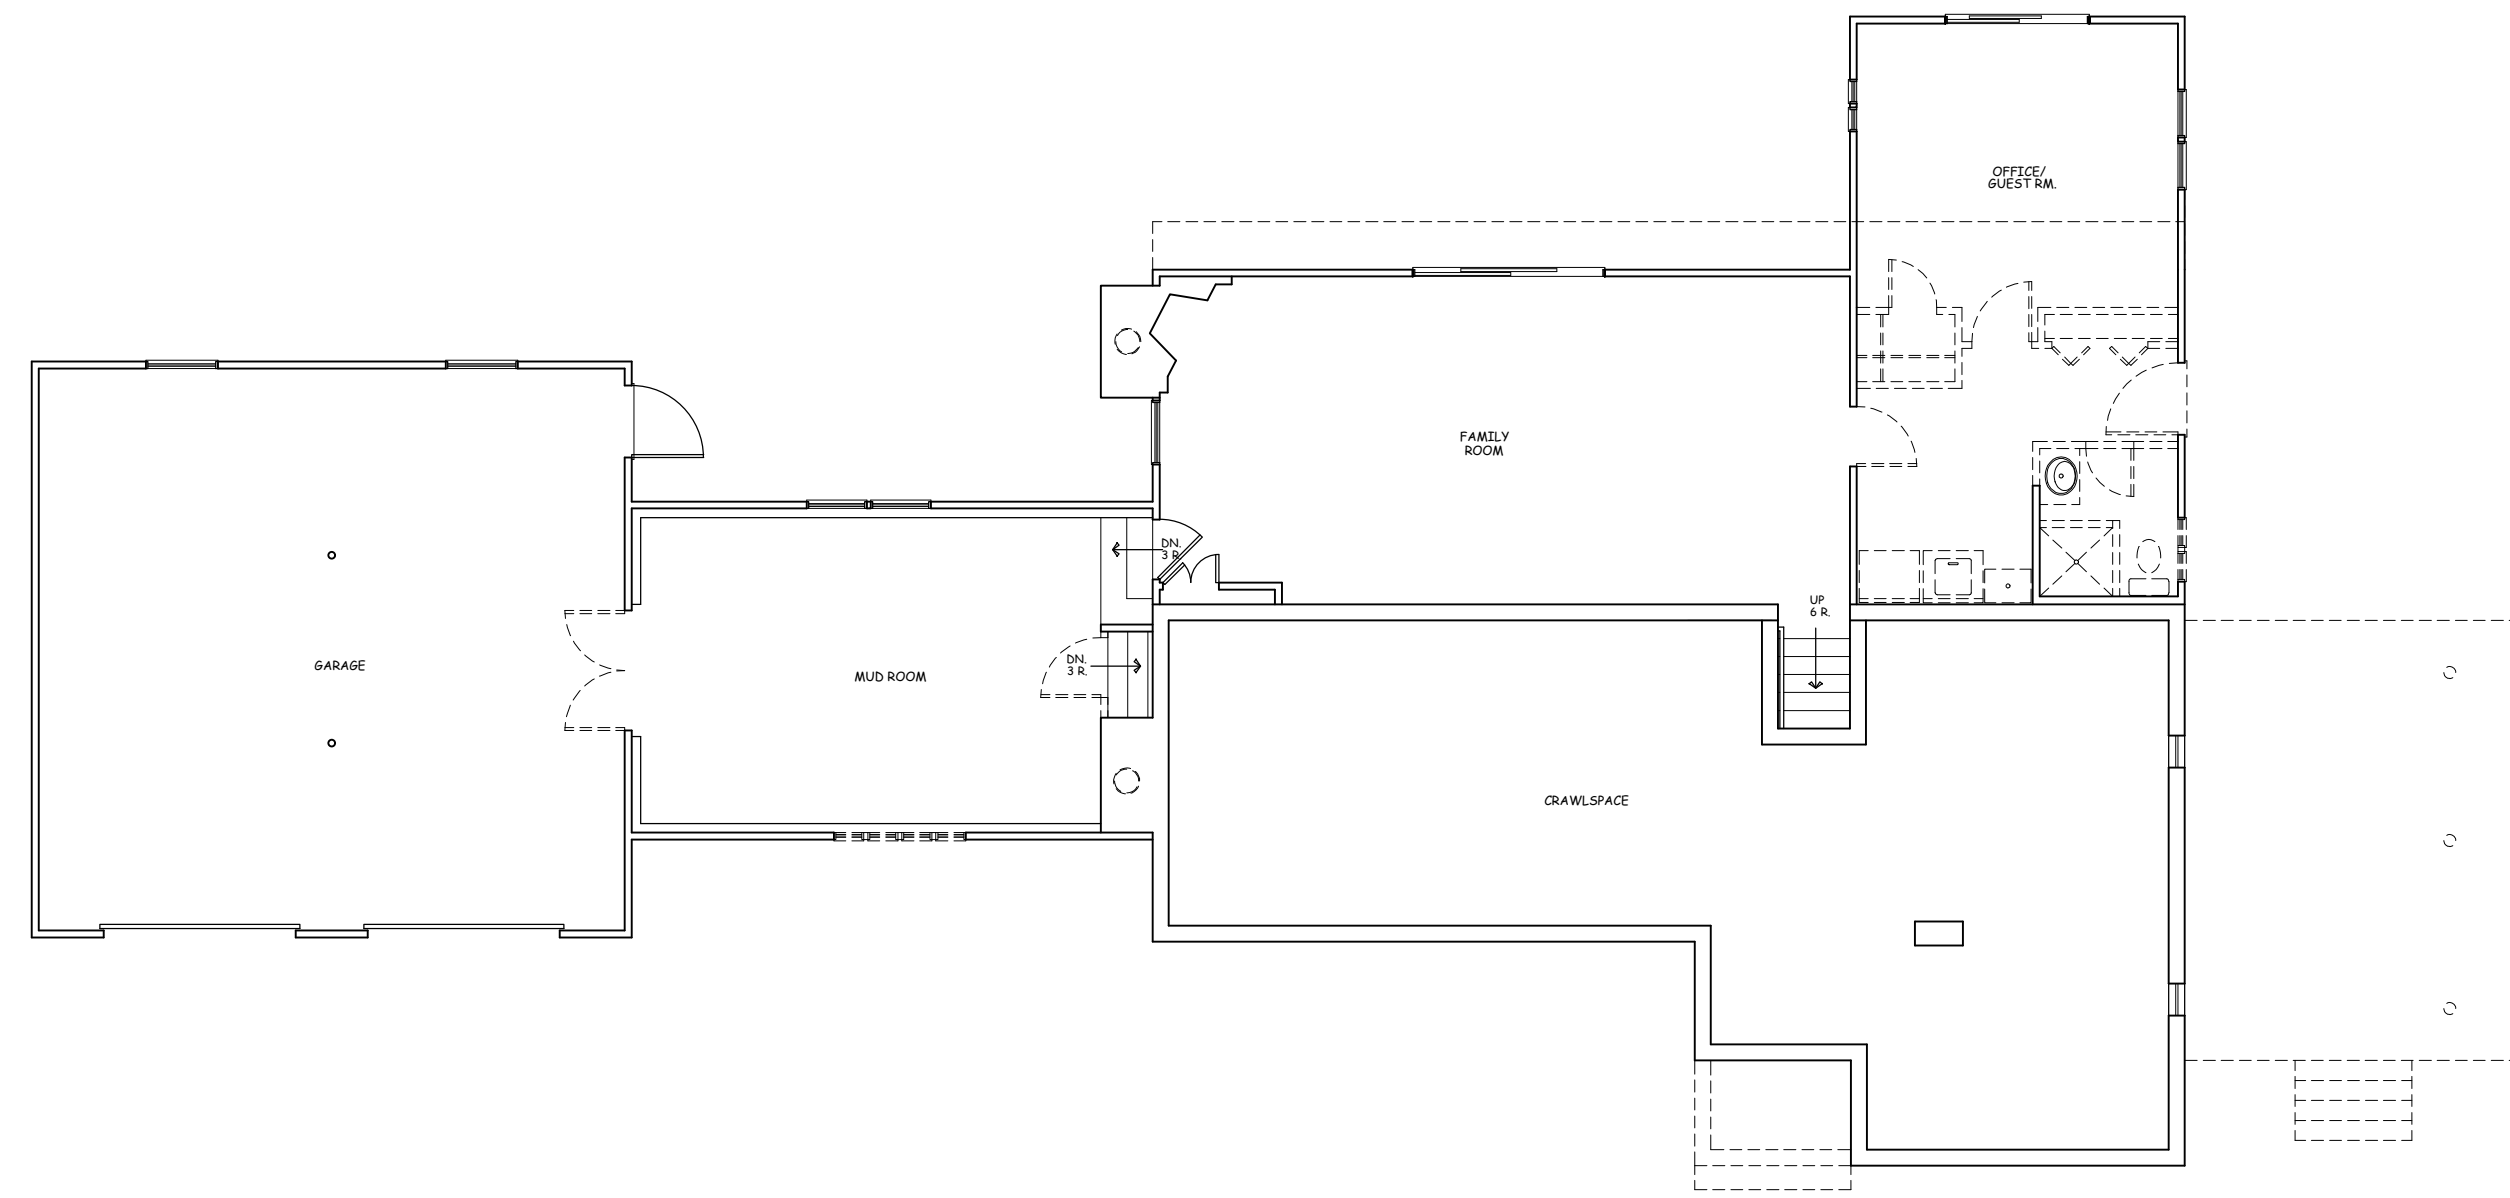 OFFICE/
GUEST RM.
FAMILY
ROOM
DN.
3 R.
UP
6 R.
GARAGE
DN.
3 R.
MUD ROOM
CRAWLSPACE